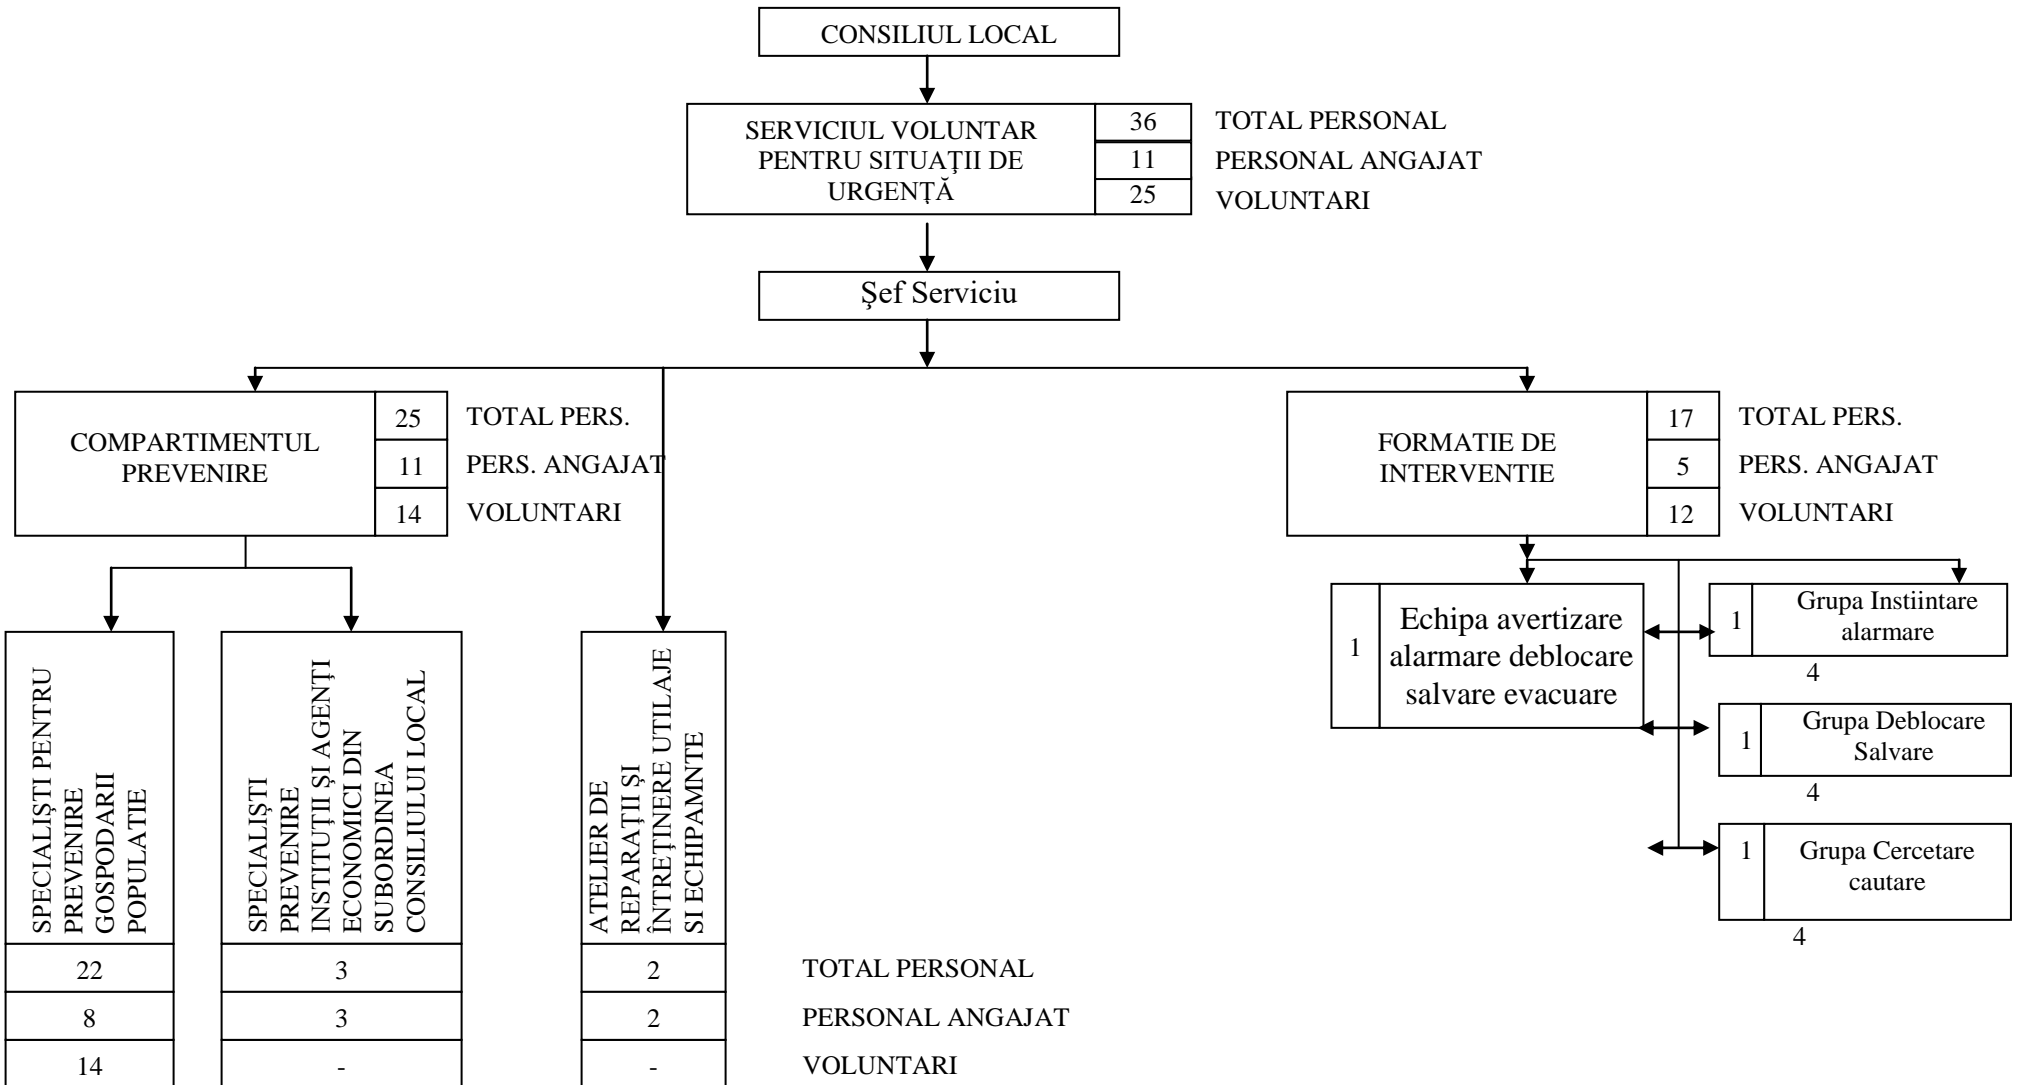 CONSILIUL LOCAL
SERVICIUL VOLUNTAR
PENTRU SITUAŢII DE
URGENŢĂ
36 TOTAL PERSONAL
11 PERSONAL ANGAJAT
25 VOLUNTARI
Şef Serviciu
COMPARTIMENTUL
PREVENIRE
25 TOTAL PERS.
11 PERS. ANGAJAT
14 VOLUNTARI
FORMATIE DE
INTERVENTIE
17 TOTAL PERS.
5 PERS. ANGAJAT
12 VOLUNTARI
1
Echipa avertizare
alarmare deblocare
salvare evacuare
1
Grupa Instiintare
alarmare
4
1
Grupa Deblocare
Salvare
4
1
Grupa Cercetare
cautare
4
SPECIALIŞTI PENTRU
PREVENIRE
GOSPODARII
POPULATIE
SPECIALIŞTI
PREVENIRE
INSTITUŢII ŞI AGENŢI
ECONOMICI DIN
SUBORDINEA
CONSILIULUI LOCAL
ATELIER DE
REPARAŢII ŞI
ÎNTREŢINERE UTILAJE
SI ECHIPAMNTE
22 3 2 TOTAL PERSONAL
8 3 2 PERSONAL ANGAJAT
14 - - VOLUNTARI